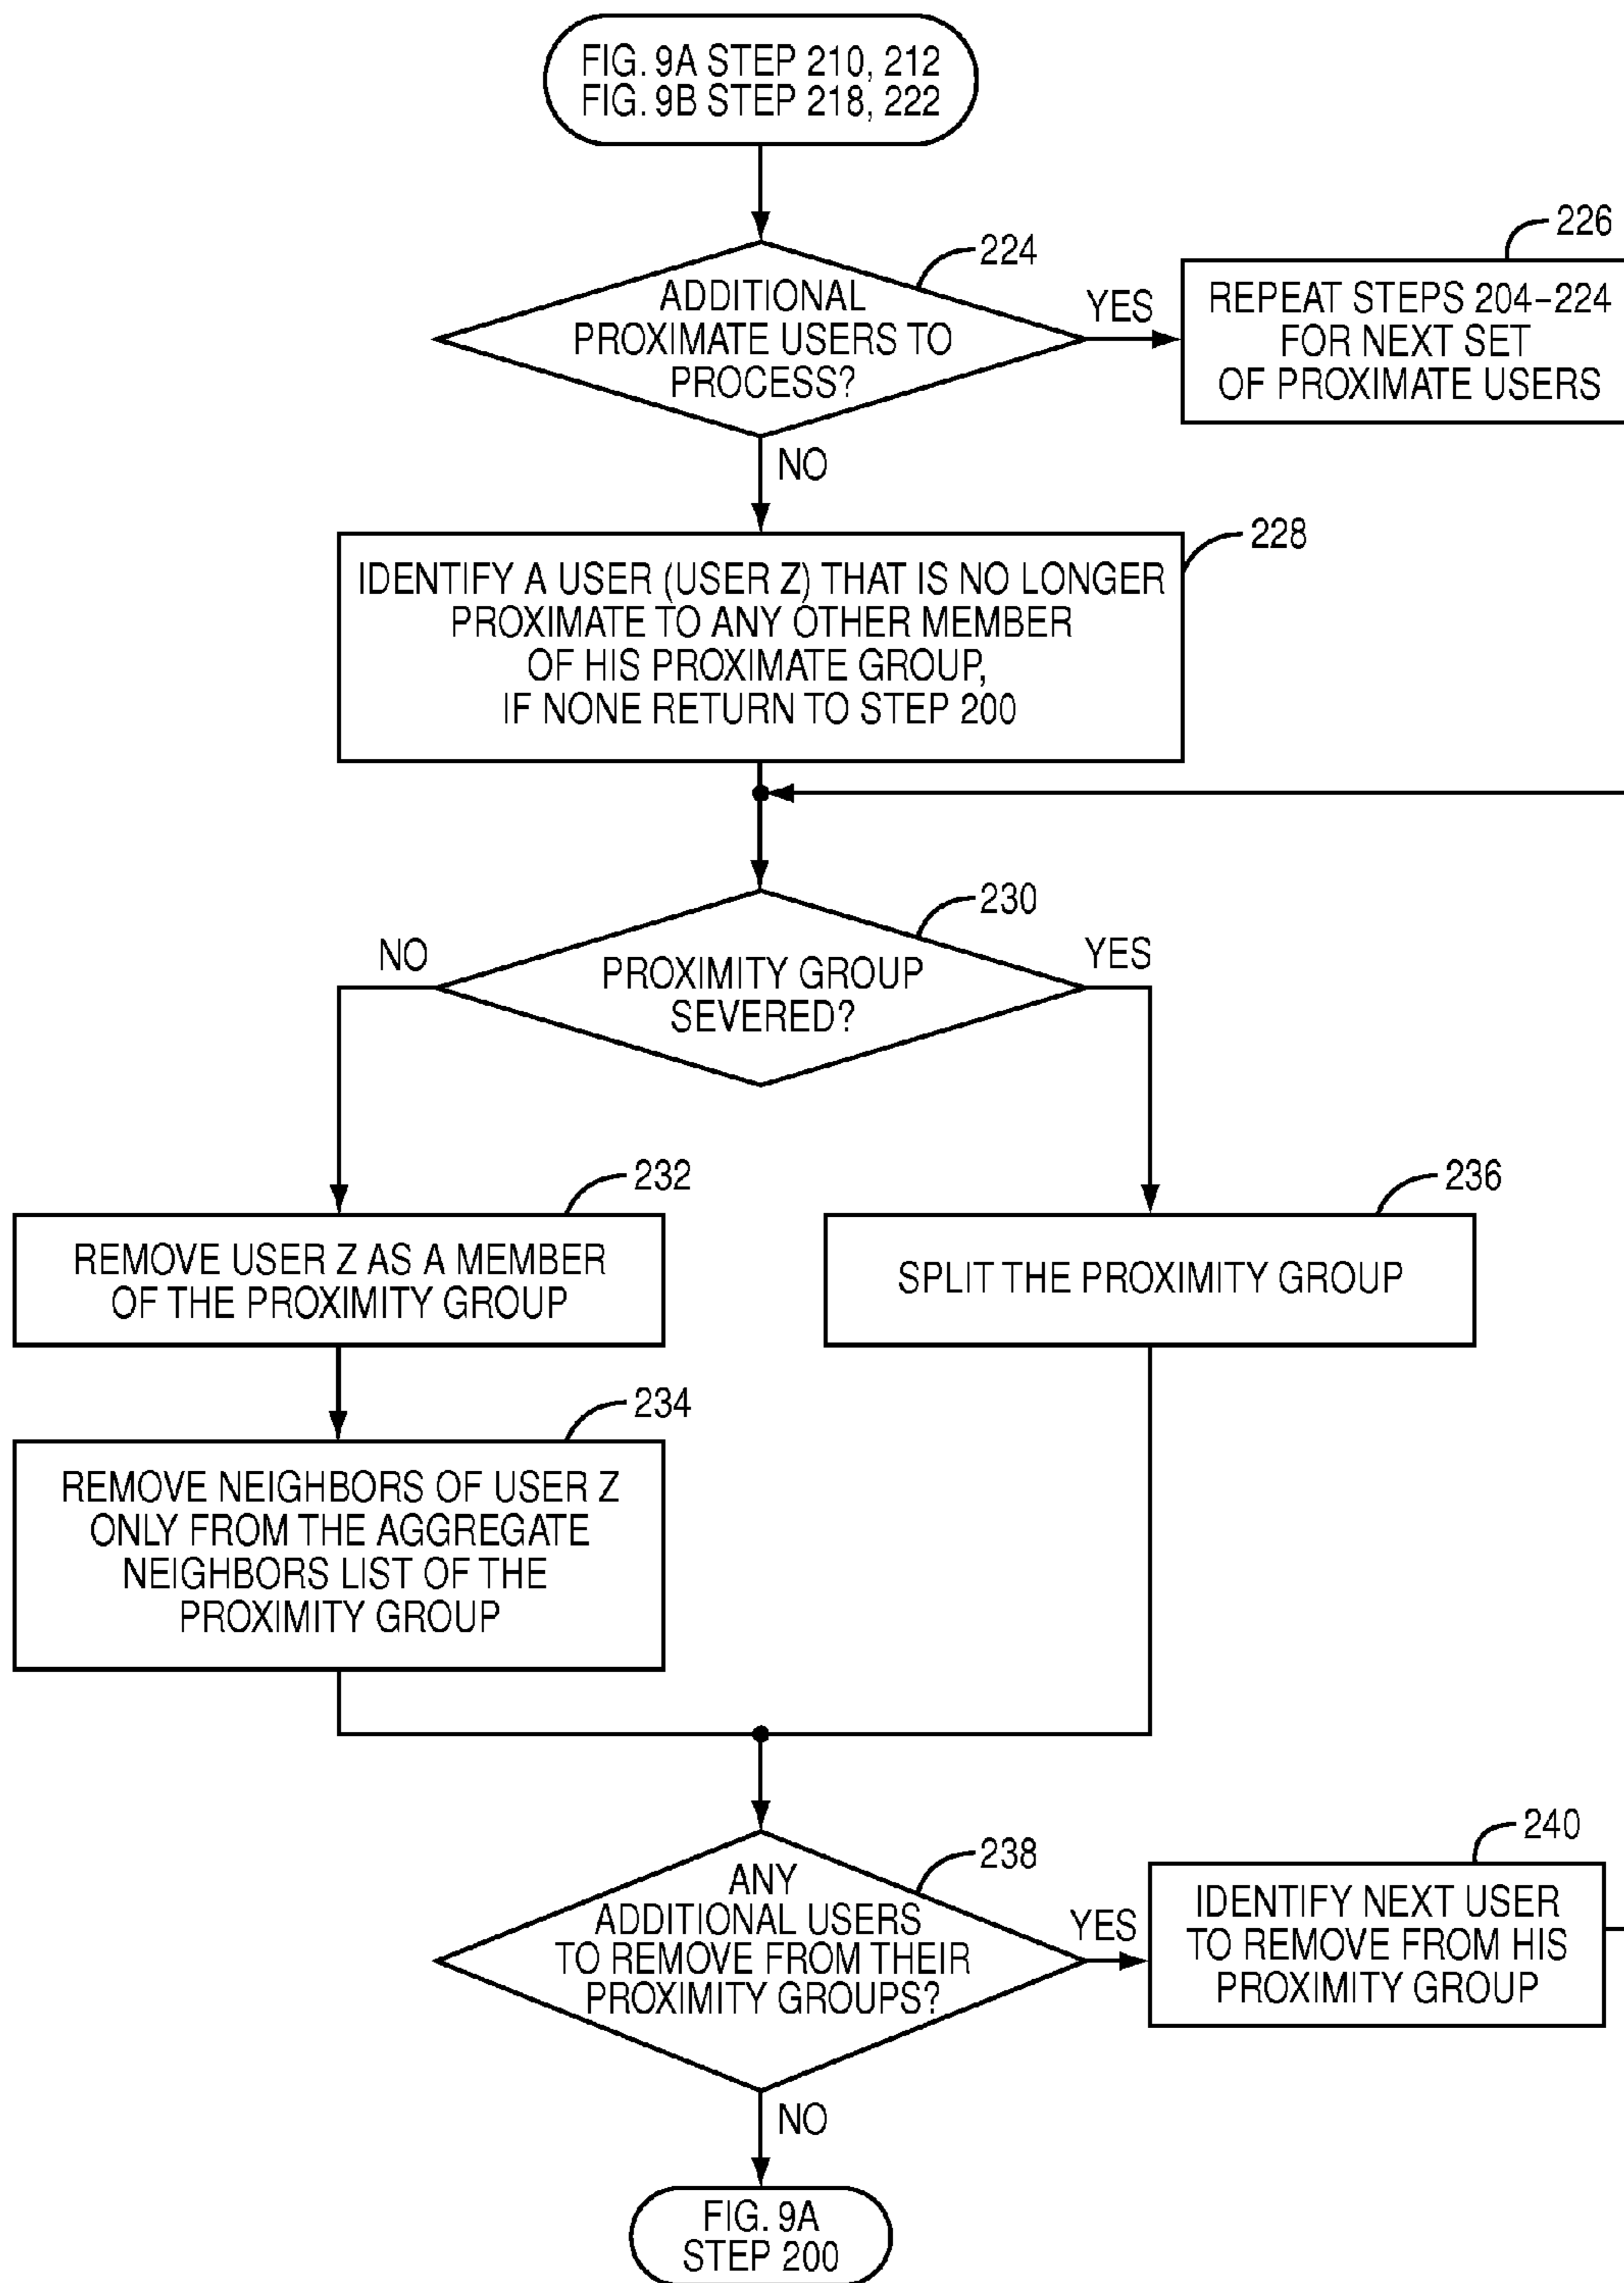 FIG. 9A STEP 210, 212
FIG. 9B STEP 218, 222
224
ADDITIONAL
PROXIMATE USERS TO
PROCESS?
YES
226
REPEAT STEPS 204–224
FOR NEXT SET
OF PROXIMATE USERS
NO
228
IDENTIFY A USER (USER Z) THAT IS NO LONGER
PROXIMATE TO ANY OTHER MEMBER
OF HIS PROXIMATE GROUP,
IF NONE RETURN TO STEP 200
230
NO
PROXIMITY GROUP
SEVERED?
YES
232
REMOVE USER Z AS A MEMBER
OF THE PROXIMITY GROUP
236
SPLIT THE PROXIMITY GROUP
234
REMOVE NEIGHBORS OF USER Z
ONLY FROM THE AGGREGATE
NEIGHBORS LIST OF THE
PROXIMITY GROUP
238
ANY
ADDITIONAL USERS
TO REMOVE FROM THEIR
PROXIMITY GROUPS?
YES
240
IDENTIFY NEXT USER
TO REMOVE FROM HIS
PROXIMITY GROUP
NO
FIG. 9A
STEP 200